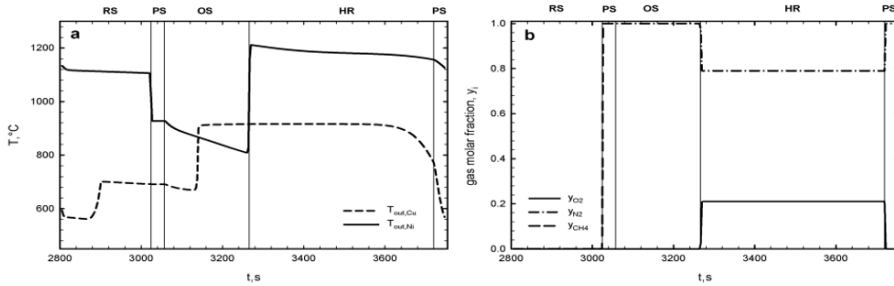 RS PS OS HR PS
a
1200
1000
800
600
T,°C
T_out,Cu
T_out,Ni
2800 3000 3200 3400 3600
t,s
RS PS OS HR PS
b
1.0
0.8
0.6
0.4
0.2
0.0
gas molar fraction, y_i
y_O2
y_N2
y_CH4
2800 3000 3200 3400 3600
t,s